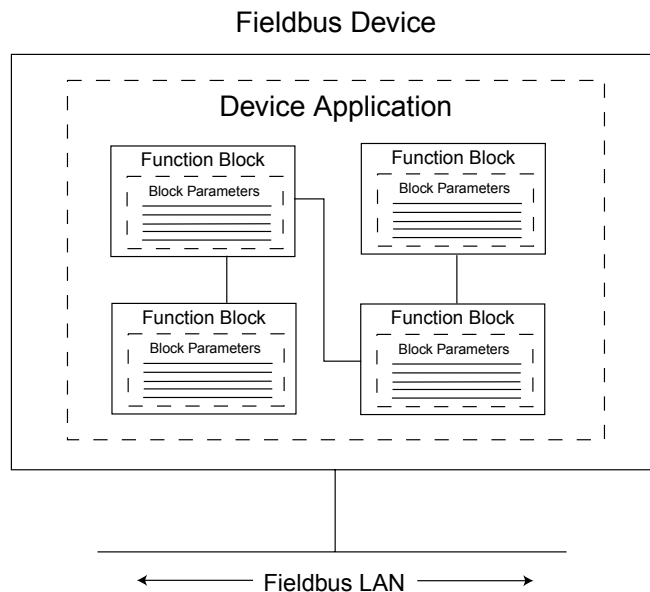 Fieldbus Device
Device Application
Function Block
Block Parameters
Function Block
Block Parameters
Function Block
Block Parameters
Function Block
Block Parameters
Fieldbus LAN